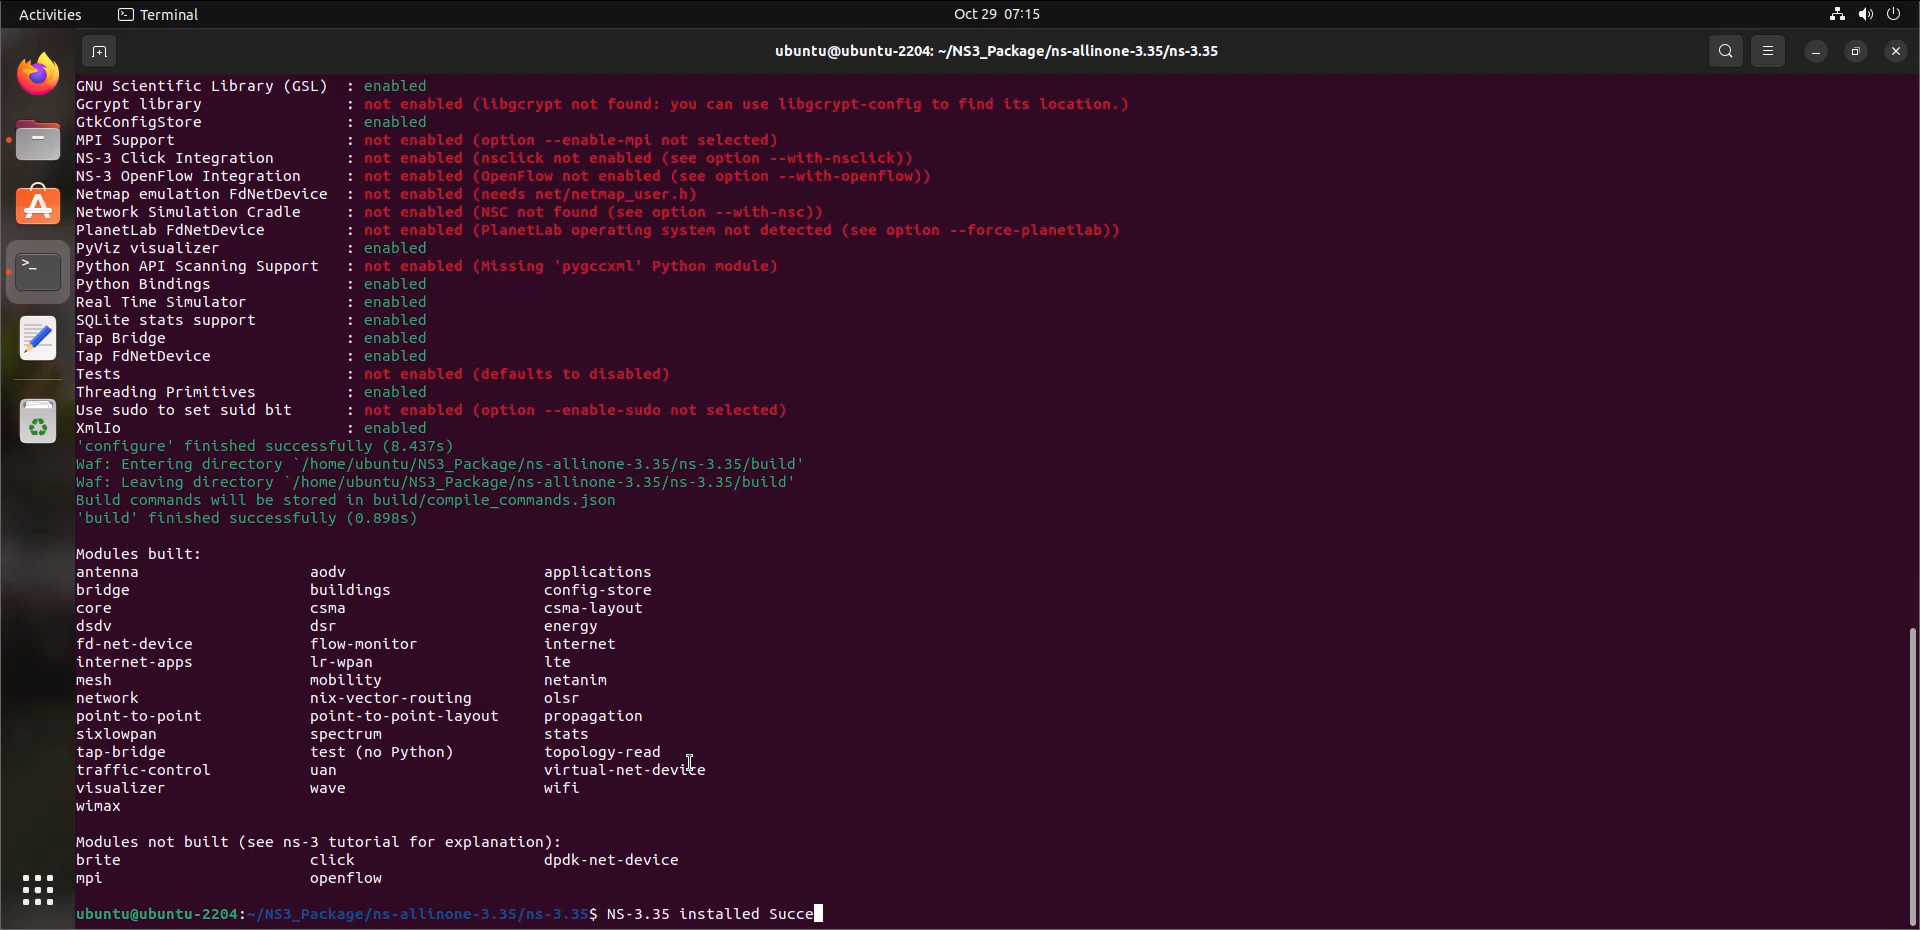 Activities Terminal Oct 29 07:15
ubuntu@ubuntu-2204: ~/NS3_Package/ns-allinone-3.35/ns-3.35
GNU Scientific Library (GSL) : enabled
Gcrypt library : not enabled (libgcrypt not found: you can use libgcrypt-config to find its location.)
GtkConfigStore : enabled
MPI Support : not enabled (option --enable-mpi not selected)
NS-3 Click Integration : not enabled (nsclick not enabled (see option --with-nsclick))
NS-3 OpenFlow Integration : not enabled (OpenFlow not enabled (see option --with-openflow))
Netmap emulation FdNetDevice : not enabled (needs net/netmap_user.h)
Network Simulation Cradle : not enabled (NSC not found (see option --with-nsc))
PlanetLab FdNetDevice : not enabled (PlanetLab operating system not detected (see option --force-planetlab))
PyViz visualizer : enabled
Python API Scanning Support : not enabled (Missing 'pygccxml' Python module)
Python Bindings : enabled
Real Time Simulator : enabled
SQLite stats support : enabled
Tap Bridge : enabled
Tap FdNetDevice : enabled
Tests : not enabled (defaults to disabled)
Threading Primitives : enabled
Use sudo to set suid bit : not enabled (option --enable-sudo not selected)
XmlIo : enabled
'configure' finished successfully (8.437s)
Waf: Entering directory `/home/ubuntu/NS3_Package/ns-allinone-3.35/ns-3.35/build'
Waf: Leaving directory `/home/ubuntu/NS3_Package/ns-allinone-3.35/ns-3.35/build'
Build commands will be stored in build/compile_commands.json
'build' finished successfully (0.898s)
Modules built:
antenna aodv applications
bridge buildings config-store
core csma csma-layout
dsdv dsr energy
fd-net-device flow-monitor internet
internet-apps lr-wpan lte
mesh mobility netanim
network nix-vector-routing olsr
point-to-point point-to-point-layout propagation
sixlowpan spectrum stats
tap-bridge test (no Python) topology-read
traffic-control uan virtual-net-device
visualizer wave wifi
wimax
Modules not built (see ns-3 tutorial for explanation):
brite click dpdk-net-device
mpi openflow
ubuntu@ubuntu-2204:~/NS3_Package/ns-allinone-3.35/ns-3.35$ NS-3.35 installed Succe